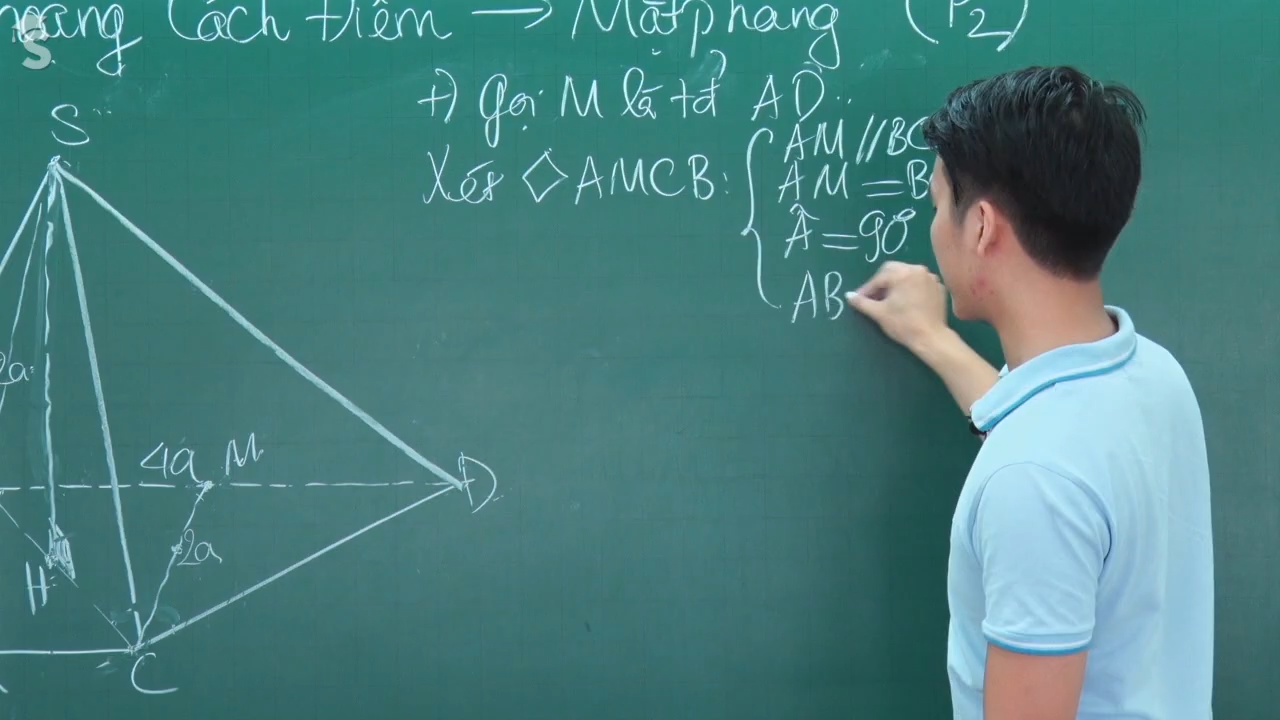 Cách Điểm → Mặt phẳng (P2)
+) Gọi M là tđ AD
Xét ◇AMCB: { AM // BC
AM = B
Â = 90°
AB
S
2a
4a M
D
2a
H
C